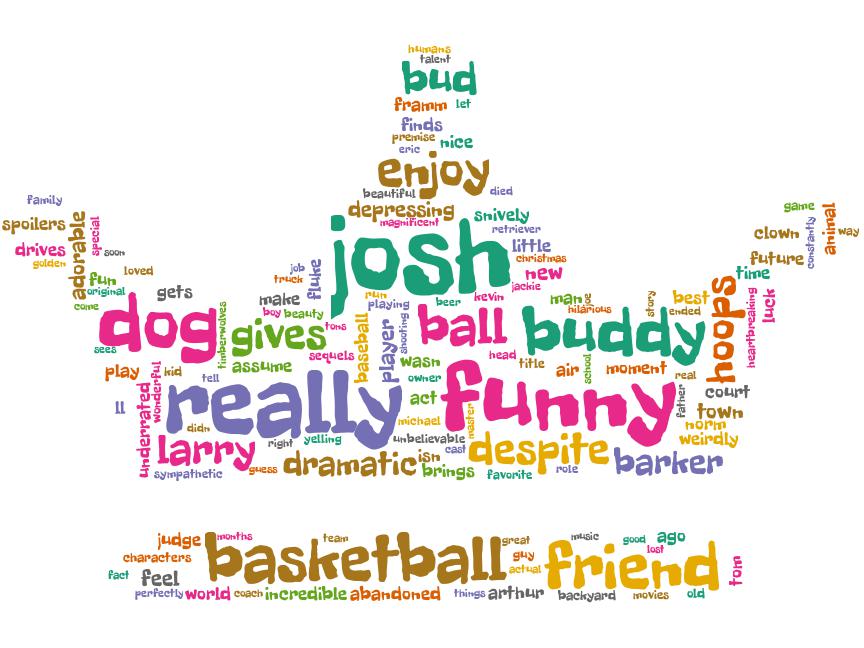 humans
talent
bud
framm let
finds
premise nice
eric
enjoy
beautiful died
family
depressing
spoilers adorable special magnificent snively game
josh
retriever
clown constantly animal way
drives little
golden soon christmas future
fun loved job fluke new time
original truck jackie
come gets make run playing beer kevin man joe story best hoops heartbreaking luck
dog timberwolves boy beauty baseball hilarious ended
gives tons player shooting ball buddy
sees sequels wasn head
play kid assume title air school moment real
tell owner
ll underrated wonderful really act funny father court
town
didn michael master norm
larry right yelling unbelievable despite weirdly
cast
sympathetic guess dramatic isn brings favorite role barker
judge months team great music good ago
lost
characters basketball guy friend tom
fact feel actual
perfectly world coach incredible abandoned things arthur backyard movies old